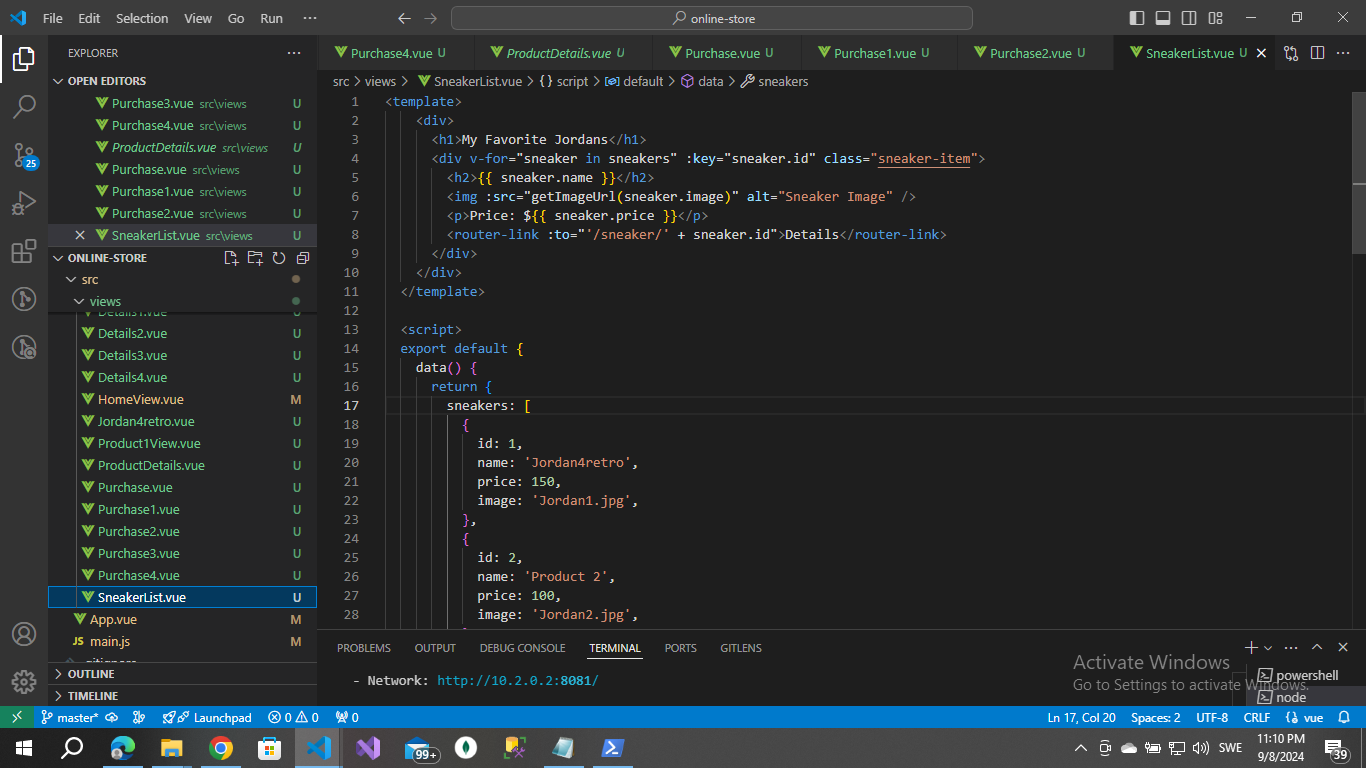 File Edit Selection View Go Run ··· online-store
EXPLORER ···
OPEN EDITORS
Purchase3.vue src\views U
Purchase4.vue src\views U
ProductDetails.vue src\views U
Purchase.vue src\views U
Purchase1.vue src\views U
Purchase2.vue src\views U
SneakerList.vue src\views U
ONLINE-STORE
src
views
Details1.vue U
Details2.vue U
Details3.vue U
Details4.vue U
HomeView.vue M
Jordan4retro.vue U
Product1View.vue U
ProductDetails.vue U
Purchase.vue U
Purchase1.vue U
Purchase2.vue U
Purchase3.vue U
Purchase4.vue U
SneakerList.vue U
App.vue M
JS main.js M
.gitignore
OUTLINE
TIMELINE
25
Purchase4.vue U ProductDetails.vue U Purchase.vue U Purchase1.vue U Purchase2.vue U SneakerList.vue U
src > views > SneakerList.vue > {} script > default > data > sneakers
1 <template>
2 <div>
3 <h1>My Favorite Jordans</h1>
4 <div v-for="sneaker in sneakers" :key="sneaker.id" class="sneaker-item">
5 <h2>{{ sneaker.name }}</h2>
6 <img :src="getImageUrl(sneaker.image)" alt="Sneaker Image" />
7 <p>Price: ${{ sneaker.price }}</p>
8 <router-link :to="'/sneaker/' + sneaker.id">Details</router-link>
9 </div>
10 </div>
11 </template>
12
13 <script>
14 export default {
15 data() {
16 return {
17 sneakers: [
18 {
19 id: 1,
20 name: 'Jordan4retro',
21 price: 150,
22 image: 'Jordan1.jpg',
23 },
24 {
25 id: 2,
26 name: 'Product 2',
27 price: 100,
28 image: 'Jordan2.jpg',
PROBLEMS OUTPUT DEBUG CONSOLE TERMINAL PORTS GITLENS
- Network: http://10.2.0.2:8081/
powershell
node
Activate Windows
Go to Settings to activate Windows.
master* Launchpad 0 0 0 Ln 17, Col 20 Spaces: 2 UTF-8 CRLF vue
99+ SWE 11:10 PM
9/8/2024 39